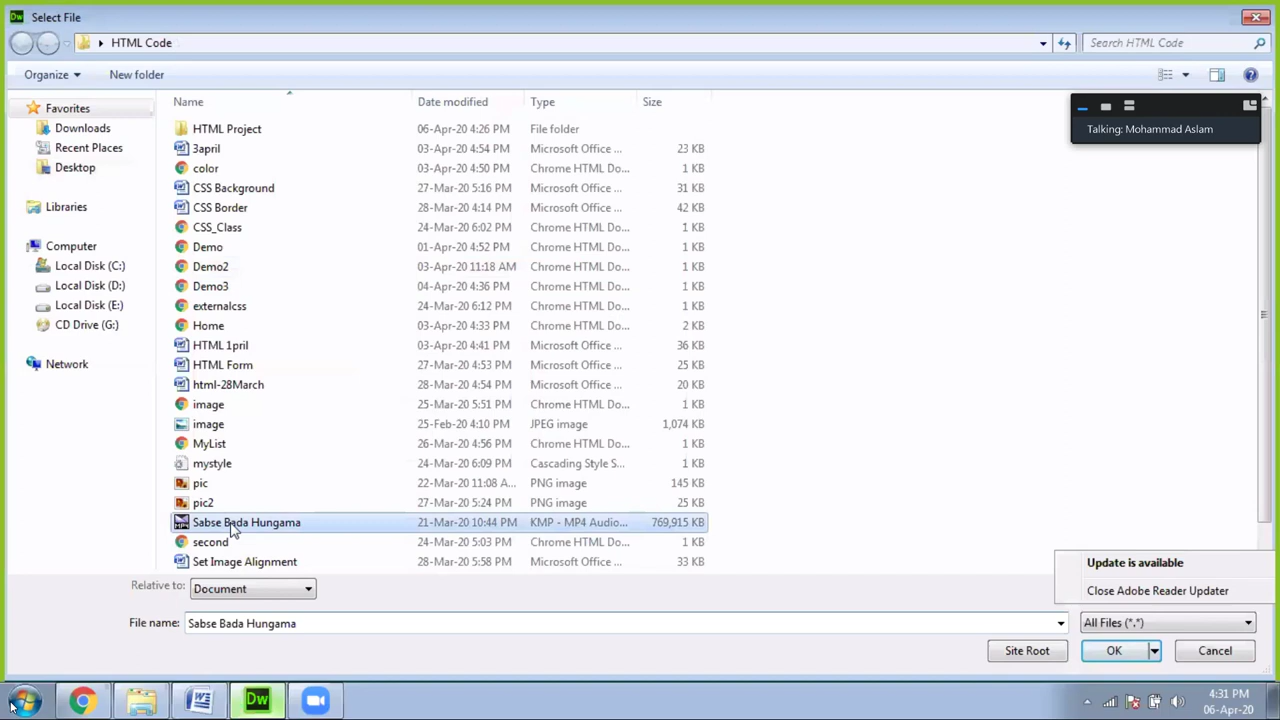 Dw Select File
HTML Code
Search HTML Code
Organize
New folder
Name Date modified Type Size
Talking: Mohammad Aslam
Favorites
Downloads
Recent Places
Desktop
Libraries
Computer
Local Disk (C:)
Local Disk (D:)
Local Disk (E:)
CD Drive (G:)
Network
HTML Project 06-Apr-20 4:26 PM File folder
3april 03-Apr-20 4:54 PM Microsoft Office ... 23 KB
color 03-Apr-20 4:50 PM Chrome HTML Do... 1 KB
CSS Background 27-Mar-20 5:16 PM Microsoft Office ... 31 KB
CSS Border 28-Mar-20 4:14 PM Microsoft Office ... 42 KB
CSS_Class 24-Mar-20 6:02 PM Chrome HTML Do... 1 KB
Demo 01-Apr-20 4:52 PM Chrome HTML Do... 1 KB
Demo2 03-Apr-20 11:18 AM Chrome HTML Do... 1 KB
Demo3 04-Apr-20 4:36 PM Chrome HTML Do... 1 KB
externalcss 24-Mar-20 6:12 PM Chrome HTML Do... 1 KB
Home 03-Apr-20 4:33 PM Chrome HTML Do... 2 KB
HTML 1pril 03-Apr-20 4:41 PM Microsoft Office ... 36 KB
HTML Form 27-Mar-20 4:53 PM Microsoft Office ... 25 KB
html-28March 28-Mar-20 4:54 PM Microsoft Office ... 20 KB
image 25-Mar-20 5:51 PM Chrome HTML Do... 1 KB
image 25-Feb-20 4:10 PM JPEG image 1,074 KB
MyList 26-Mar-20 4:56 PM Chrome HTML Do... 1 KB
mystyle 24-Mar-20 6:09 PM Cascading Style S... 1 KB
pic 22-Mar-20 11:08 A... PNG image 145 KB
pic2 27-Mar-20 5:24 PM PNG image 25 KB
Sabse Bada Hungama 21-Mar-20 10:44 PM KMP - MP4 Audio... 769,915 KB
second 24-Mar-20 5:03 PM Chrome HTML Do... 1 KB
Set Image Alignment 28-Mar-20 5:58 PM Microsoft Office ... 33 KB
Update is available
Close Adobe Reader Updater
Relative to: Document
File name: Sabse Bada Hungama
All Files (*.*)
Site Root OK Cancel
Dw
4:31 PM
06-Apr-20